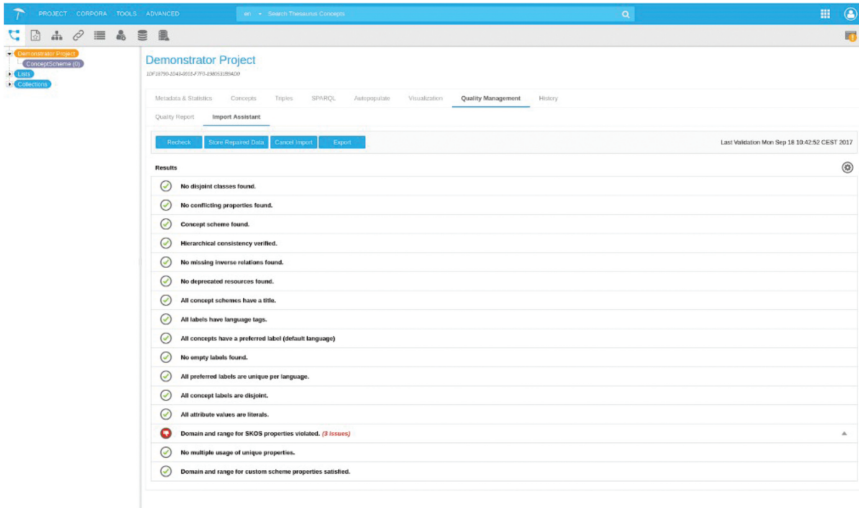 PROJECT CORPORA TOOLS ADVANCED en Search Thesaurus Concepts
Demonstrator Project
ConceptScheme (0)
Lists
Collections
Demonstrator Project
Metadata & Statistics Concepts Triples SPARQL Autopopulate Visualization Quality Management History
Quality Report Import Assistant
Recheck Store Repaired Data Cancel Import Export Last Validation Mon Sep 18 10:42:52 CEST 2017
Results
No disjoint classes found.
No conflicting properties found.
Concept scheme found.
Hierarchical consistency verified.
No missing inverse relations found.
No deprecated resources found.
All concept schemes have a title.
All labels have language tags.
All concepts have a preferred label (default language)
No empty labels found.
All preferred labels are unique per language.
All concept labels are disjoint.
All attribute values are literals.
Domain and range for SKOS properties violated. (3 issues)
No multiple usage of unique properties.
Domain and range for custom scheme properties satisfied.